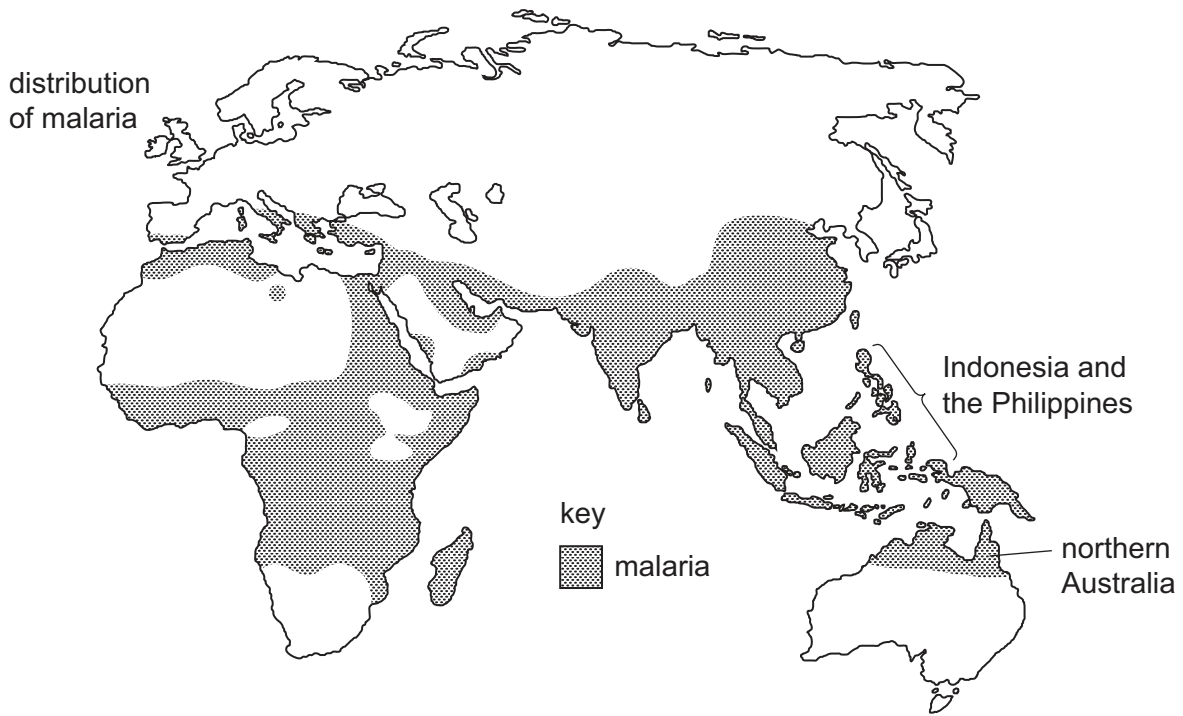 distribution
of malaria
Indonesia and
the Philippines
key
malaria
northern
Australia